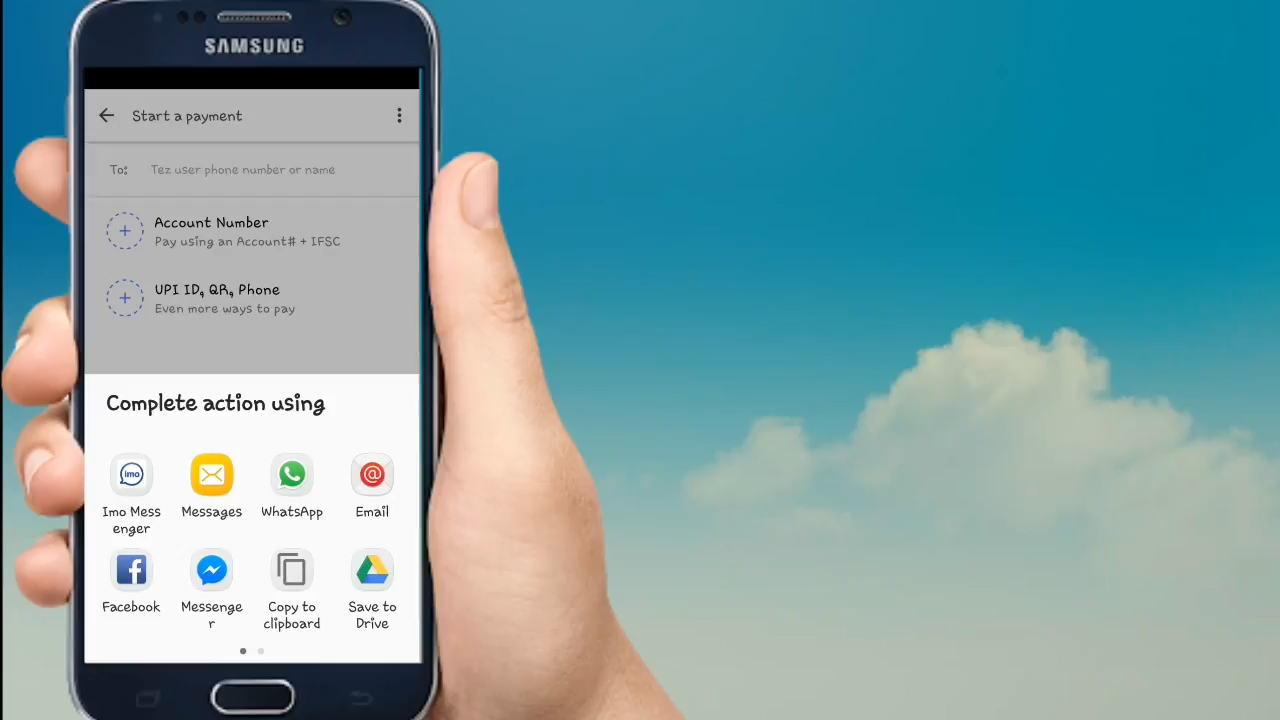 SAMSUNG
Start a payment
To: Tez user phone number or name
Account Number
Pay using an Account# + IFSC
UPI ID, QR, Phone
Even more ways to pay
Complete action using
imo
Imo Mess
enger
Messages
WhatsApp
Email
Facebook
Messenge
r
Copy to
clipboard
Save to
Drive